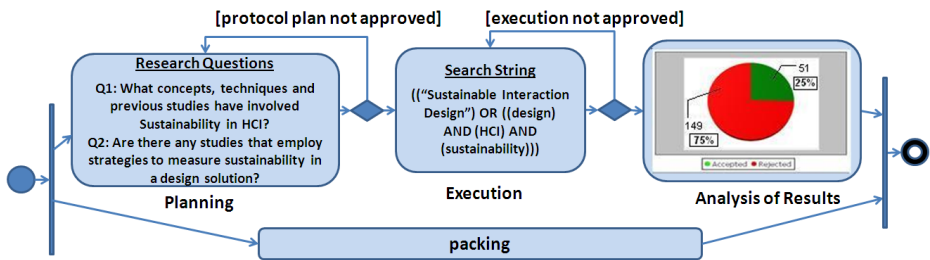 [protocol plan not approved]
[execution not approved]
Research Questions
Q1: What concepts, techniques and
previous studies have involved
Sustainability in HCI?
Q2: Are there any studies that employ
strategies to measure sustainability in
a design solution?
Planning
Search String
((“Sustainable Interaction
Design”) OR ((design)
AND (HCI) AND
(sustainability)))
Execution
51
25%
149
75%
Accepted Rejected
Analysis of Results
packing